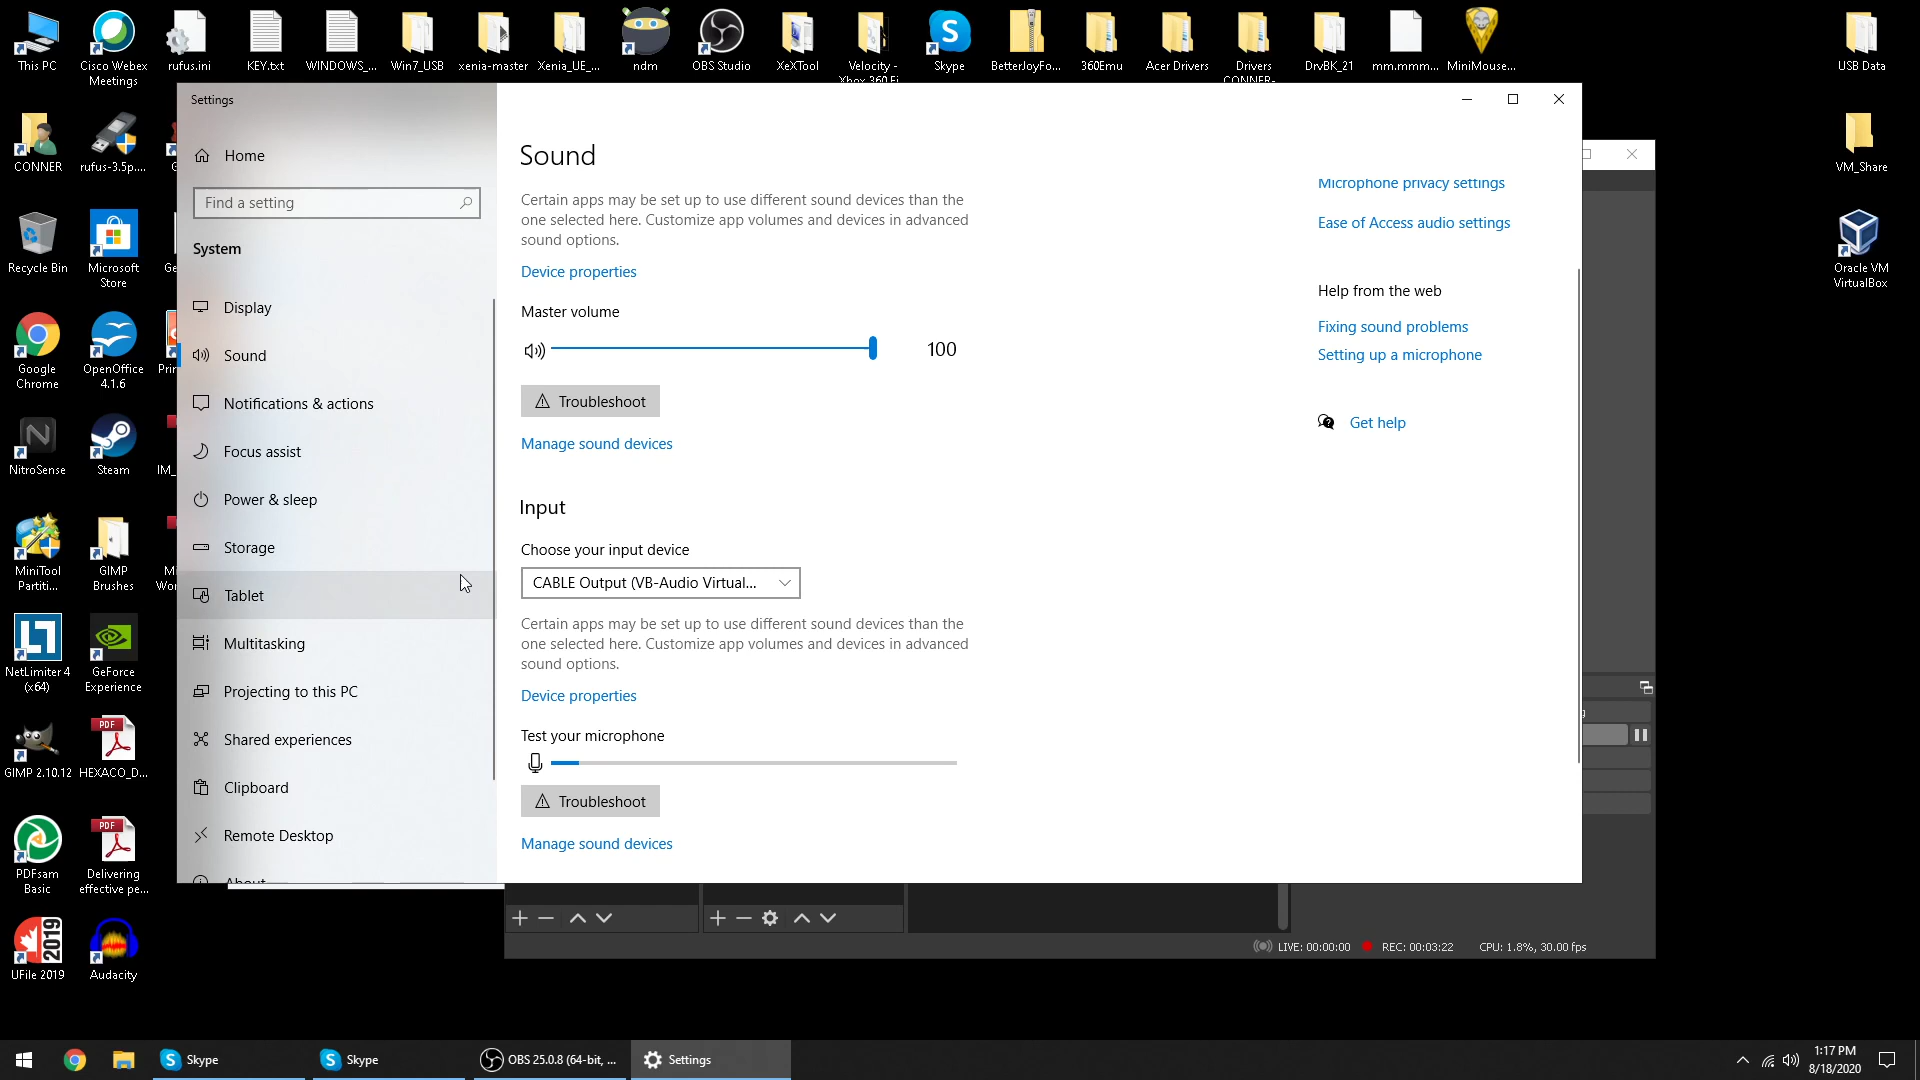 This PC
Cisco Webex
Meetings
rufus.ini
KEY.txt
WINDOWS_...
Win7_USB
xenia-master
Xenia_UE_...
ndm
OBS Studio
XeXTool
Velocity -
Xbox 360 Fi...
Skype
BetterJoyFo...
360Emu
Acer Drivers
Drivers
CONNER-
DrvBK_21
mm.mmm...
MiniMouse...
USB Data
CONNER
rufus-3.5p....
VM_Share
Recycle Bin
Microsoft
Store
Oracle VM
VirtualBox
Google
Chrome
OpenOffice
4.1.6
NitroSense
Steam
MiniTool
Partiti...
GIMP
Brushes
NetLimiter 4
(x64)
GeForce
Experience
GIMP 2.10.12
PDF
HEXACO_D...
PDFsam
Basic
PDF
Delivering
effective pe...
2019
UFile 2019
Audacity
Settings
Home
Find a setting
System
Display
Sound
Notifications & actions
Focus assist
Power & sleep
Storage
Tablet
Multitasking
Projecting to this PC
Shared experiences
Clipboard
Remote Desktop
About
Sound
Certain apps may be set up to use different sound devices than the
one selected here. Customize app volumes and devices in advanced
sound options.
Device properties
Master volume
100
Troubleshoot
Manage sound devices
Input
Choose your input device
CABLE Output (VB-Audio Virtual...
Certain apps may be set up to use different sound devices than the
one selected here. Customize app volumes and devices in advanced
sound options.
Device properties
Test your microphone
Troubleshoot
Manage sound devices
Microphone privacy settings
Ease of Access audio settings
Help from the web
Fixing sound problems
Setting up a microphone
Get help
LIVE: 00:00:00
REC: 00:03:22
CPU: 1.8%, 30.00 fps
Skype
Skype
OBS 25.0.8 (64-bit, ...
Settings
1:17 PM
8/18/2020